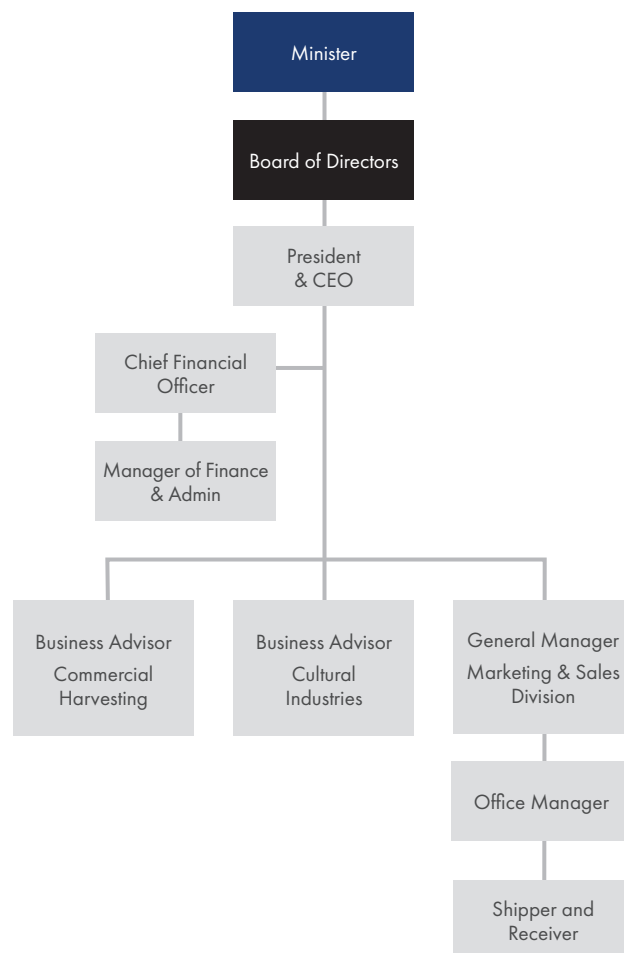 Minister
Board of Directors
President
& CEO
Chief Financial
Officer
Manager of Finance
& Admin
Business Advisor
Commercial
Harvesting
Business Advisor
Cultural
Industries
General Manager
Marketing & Sales
Division
Office Manager
Shipper and
Receiver